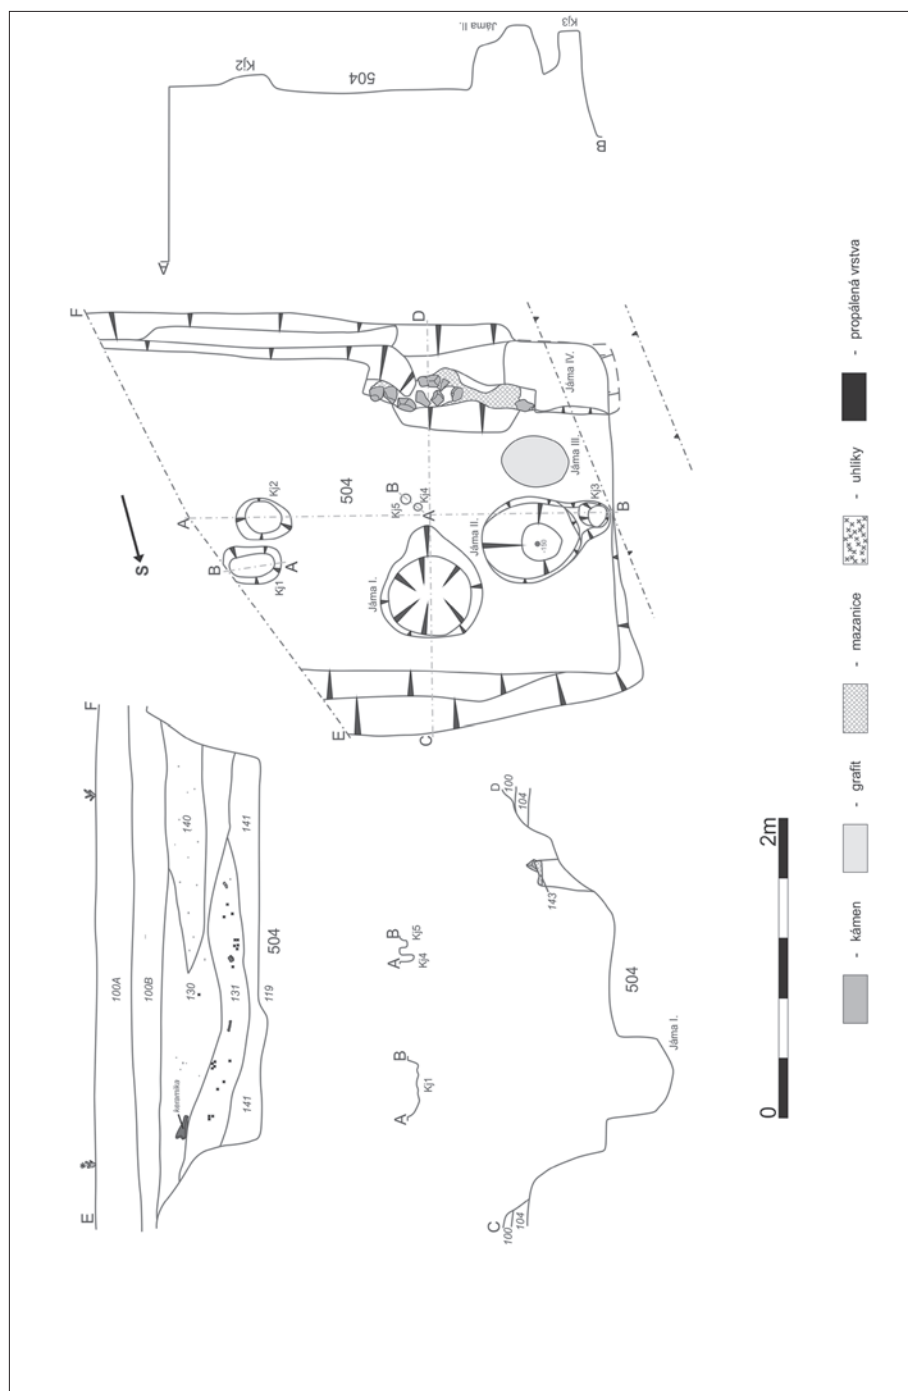 E
F
100A
100B
140
130
keramika
131
141
141
119
504
A
B
Kj1
A
B
Kj4
Kj5
C
100
104
D
100
104
143
504
Jáma I.
S
E
F
C
D
A
B
B
A
Kj1
Kj2
504
B
Kj5
Kj4
A
Jáma I.
Jáma II.
-150
Jáma III.
Jáma IV.
Kj3
B
A
Kj2
504
Jáma II.
Kj3
B
0
2m
- kámen
- grafit
- mazanice
- uhlíky
- propálená vrstva